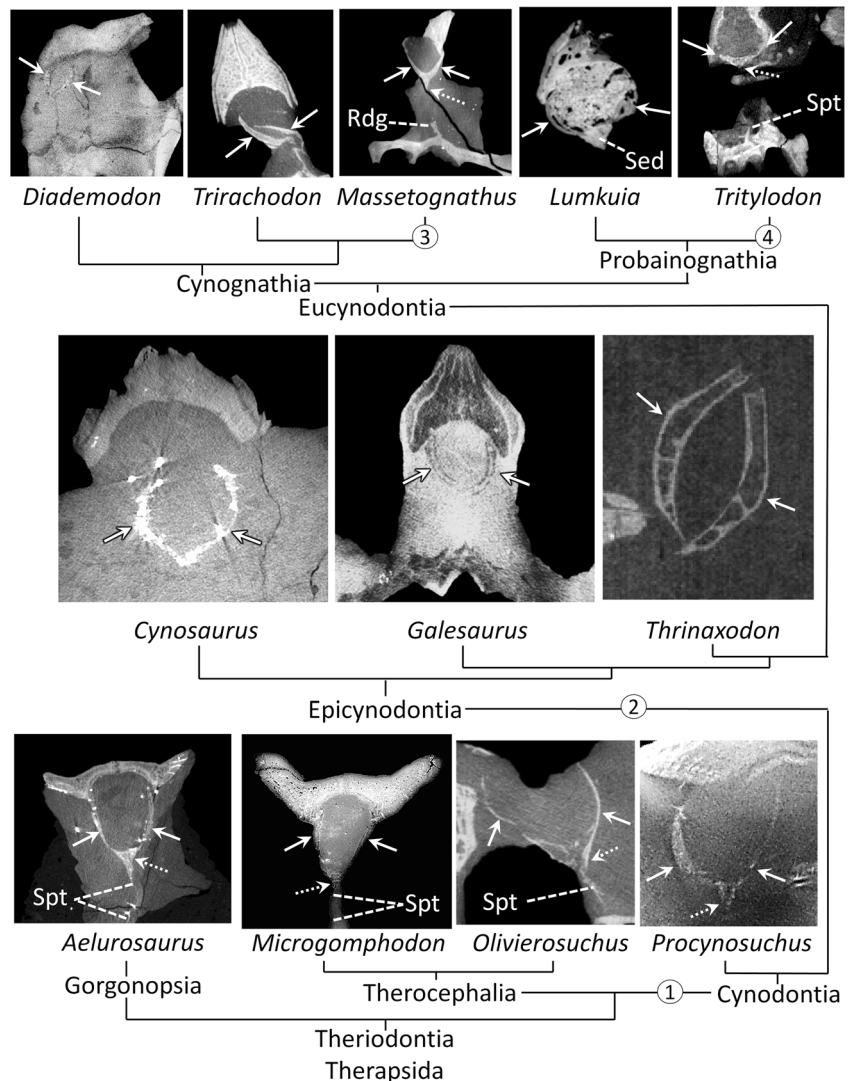 Rdg
Sed
Spt
Diademodon Trirachodon Massetognathus Lumkuia Tritylodon
3 4
Probainognathia
Cynognathia
Eucynodontia
Cynosaurus Galesaurus Thrinaxodon
Epicynodontia 2
Spt Spt Spt
Aelurosaurus Microgomphodon Olivierosuchus Procynosuchus
Gorgonopsia Therocephalia 1 Cynodontia
Theriodontia
Therapsida